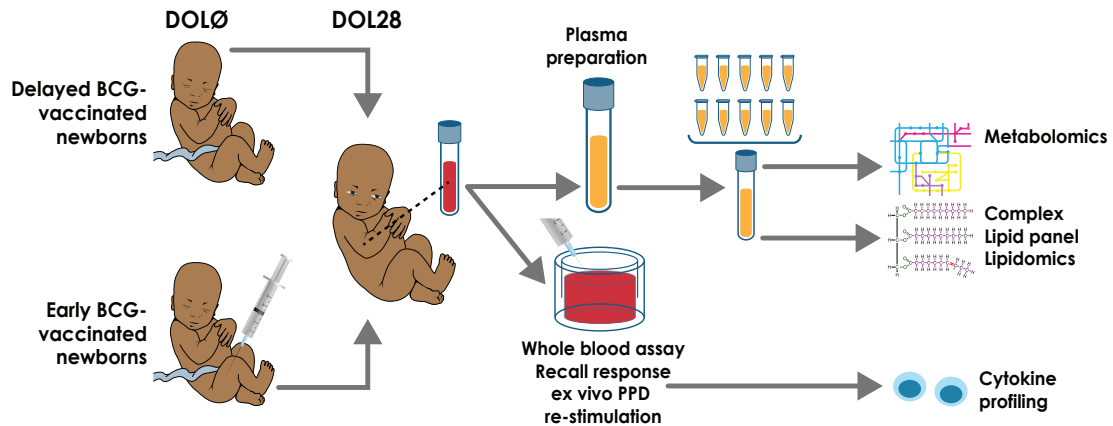 DOLØ
DOL28
Delayed BCG-
vaccinated
newborns
Early BCG-
vaccinated
newborns
Plasma
preparation
Whole blood assay
Recall response
ex vivo PPD
re-stimulation
Metabolomics
Complex
Lipid panel
Lipidomics
Cytokine
profiling